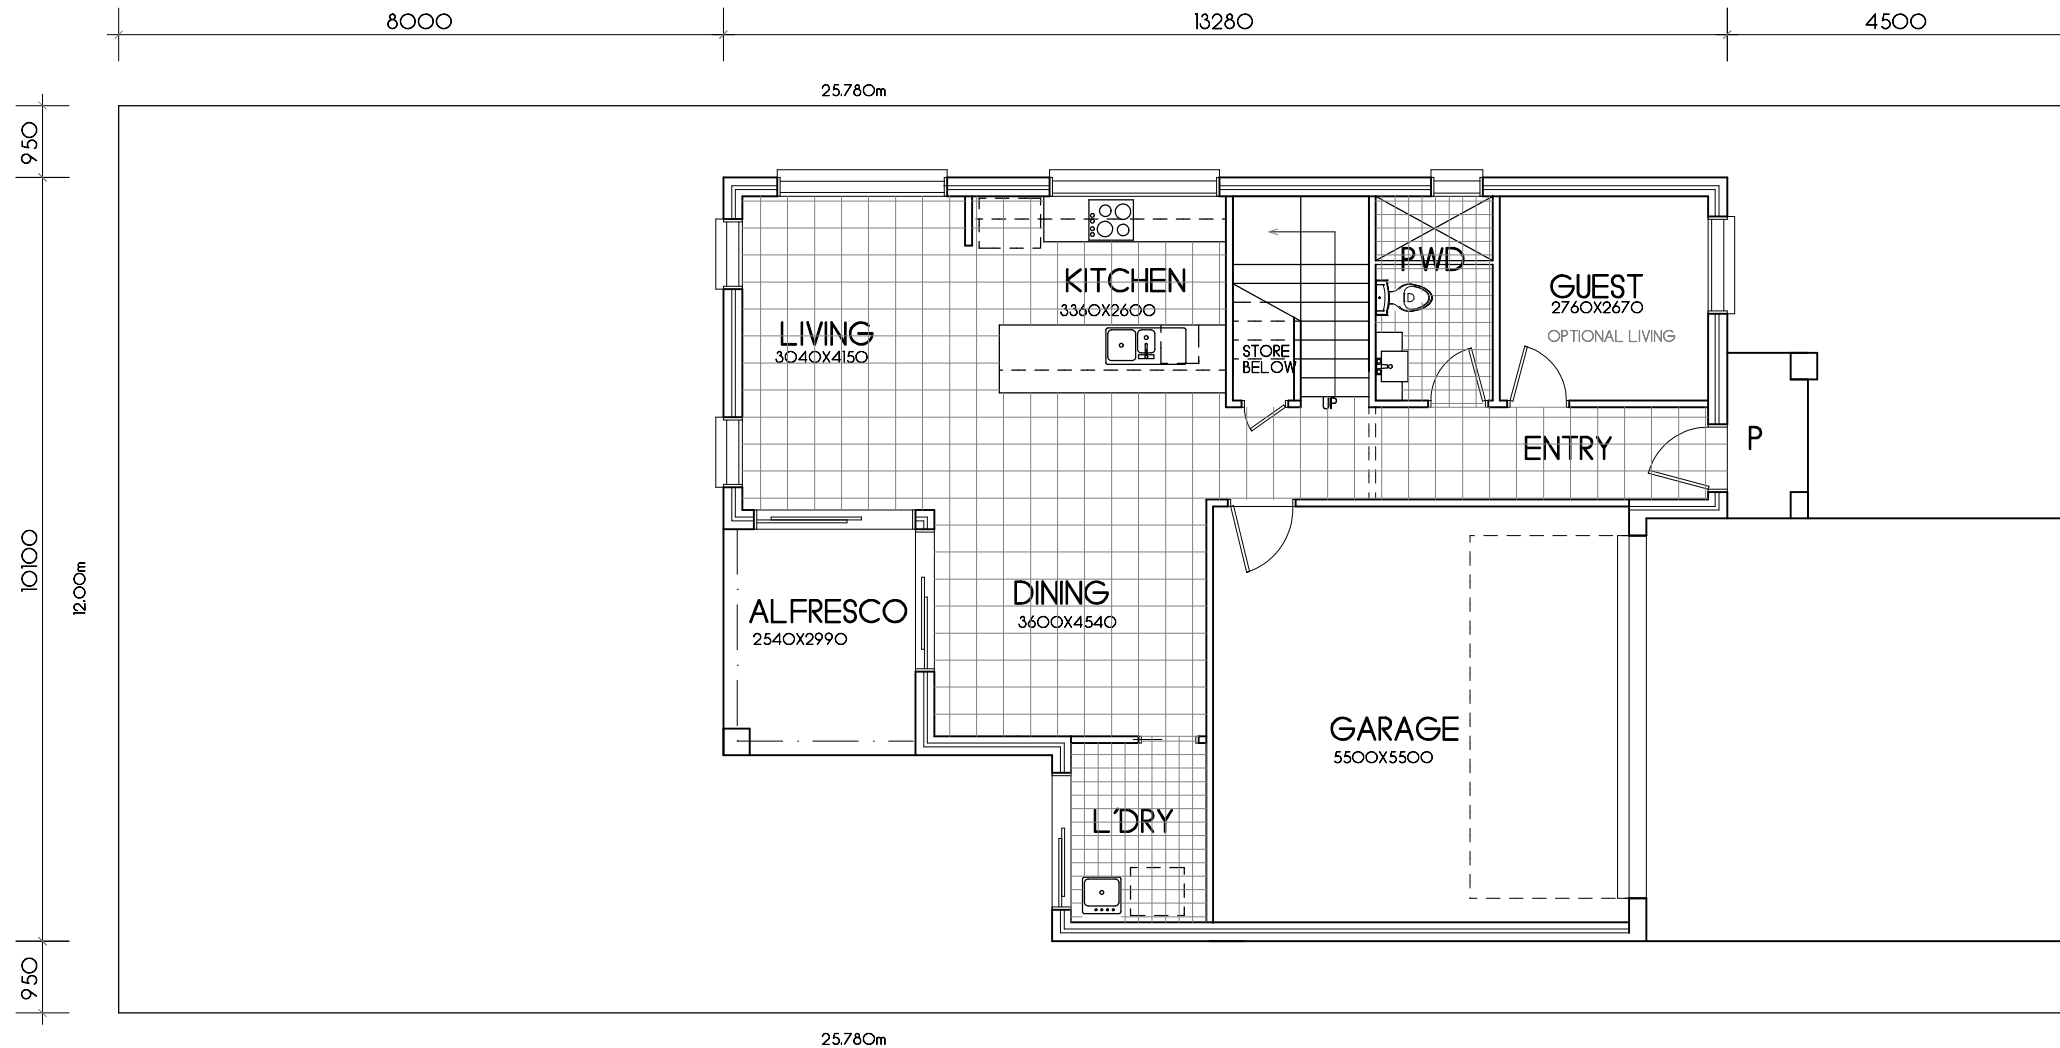 8000
13280
4500
25.780m
950
KITCHEN
3360X2600
PWD
GUEST
2760X2670
OPTIONAL LIVING
D
LIVING
3040X4150
STORE
BELOW
UP
ENTRY
P
10100
12.00m
ALFRESCO
2540X2990
DINING
3600X4540
GARAGE
5500X5500
L'DRY
950
25.780m